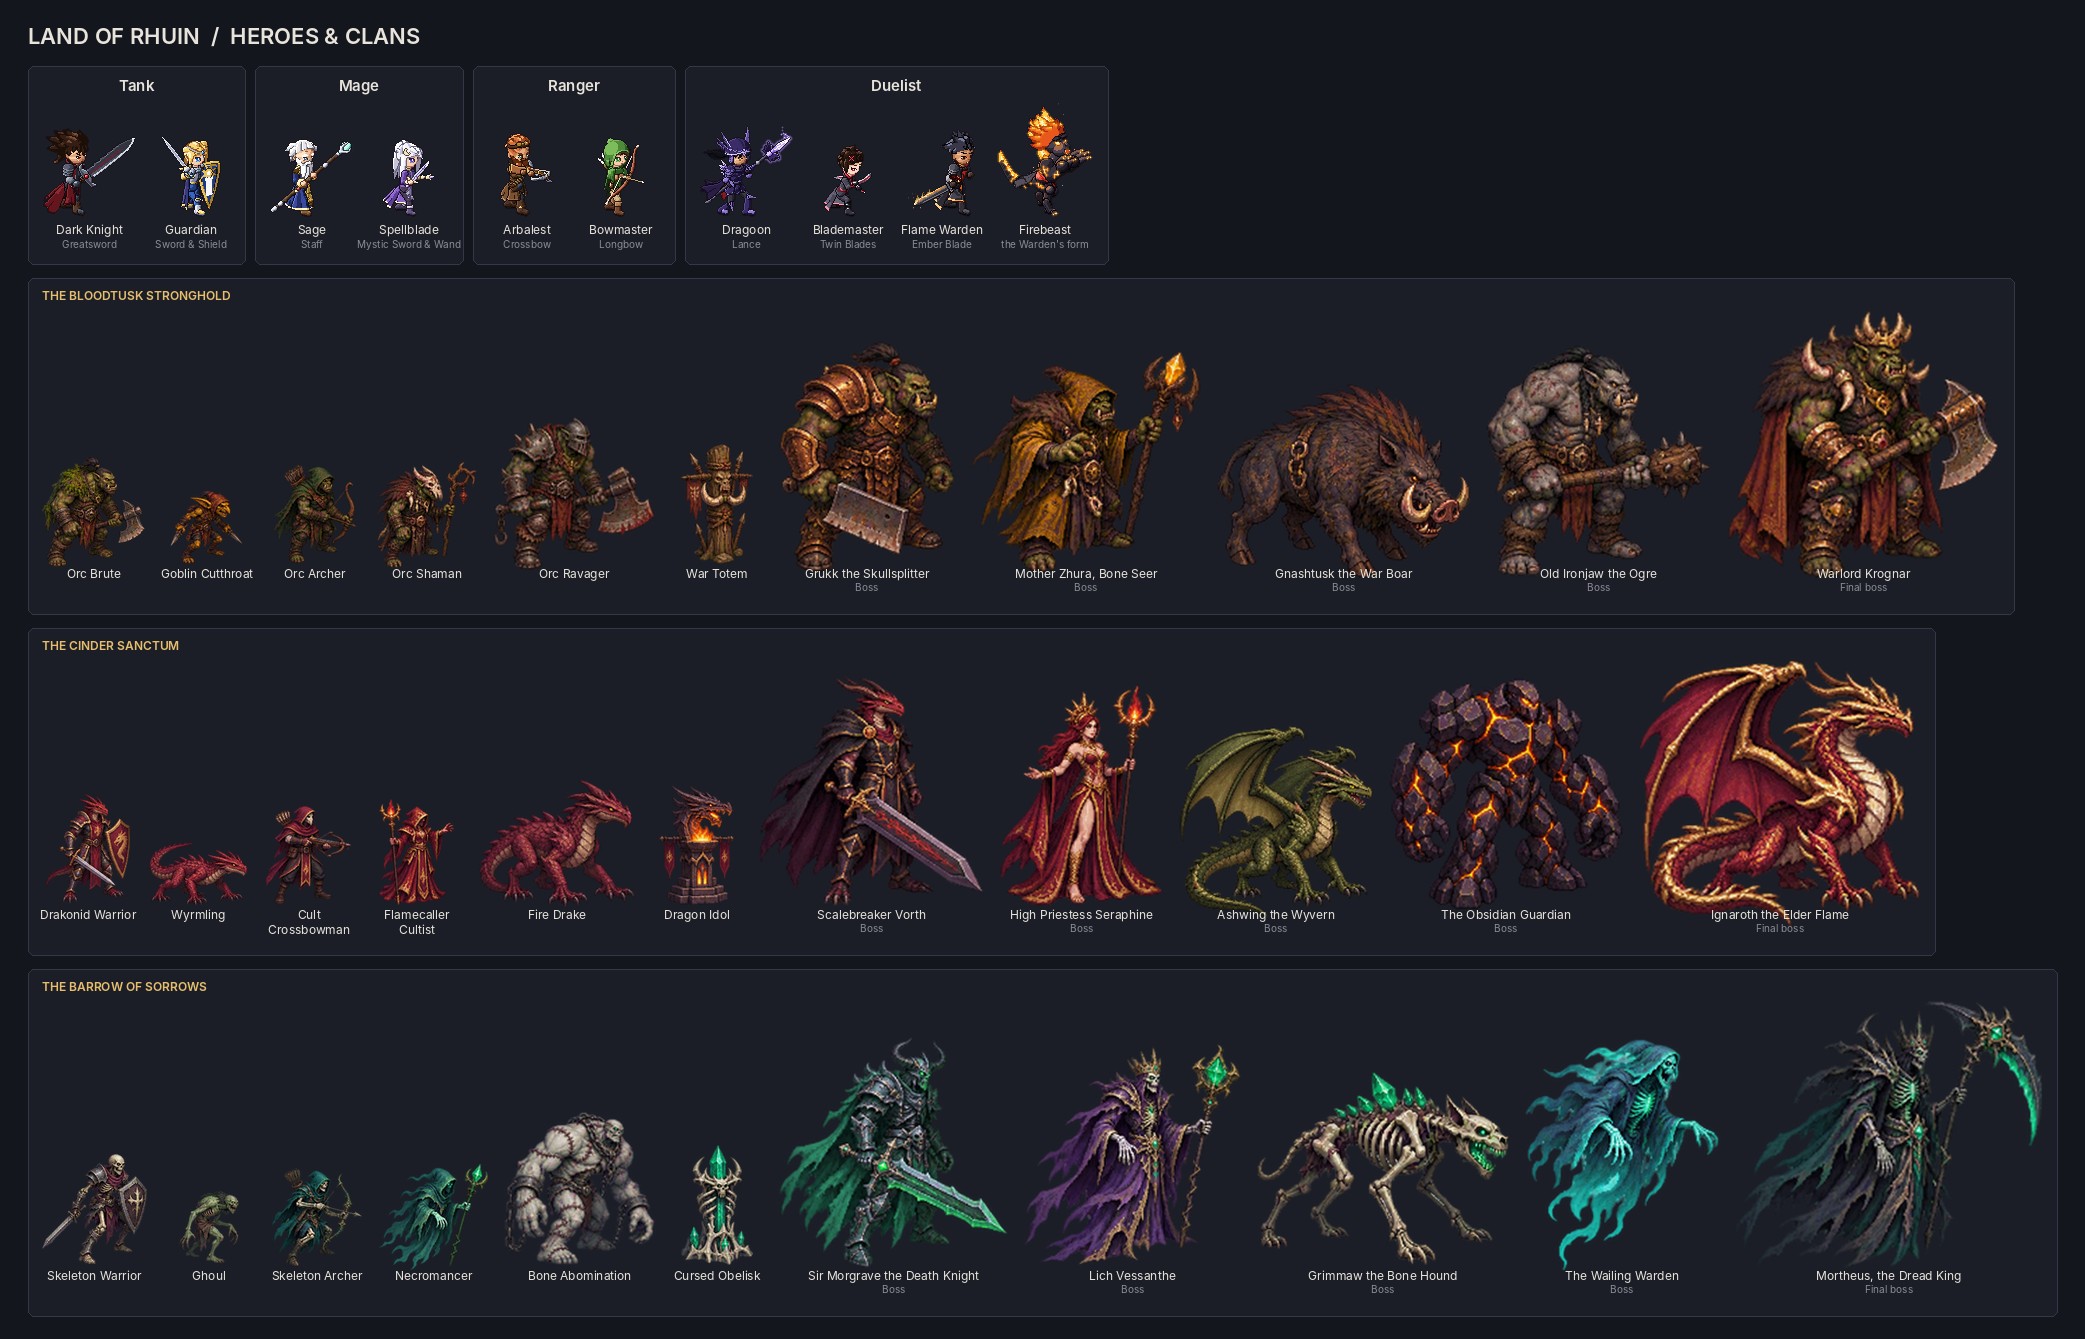 LAND OF RHUIN / HEROES & CLANS
Tank
Mage
Ranger
Duelist
Dark Knight
Greatsword
Guardian
Sword & Shield
Sage
Staff
Spellblade
Mystic Sword & Wand
Arbalest
Crossbow
Bowmaster
Longbow
Dragoon
Lance
Blademaster
Twin Blades
Flame Warden
Ember Blade
Firebeast
the Warden's form
THE BLOODTUSK STRONGHOLD
Orc Brute
Goblin Cutthroat
Orc Archer
Orc Shaman
Orc Ravager
War Totem
Grukk the Skullsplitter
Boss
Mother Zhura, Bone Seer
Boss
Gnashtusk the War Boar
Boss
Old Ironjaw the Ogre
Boss
Warlord Krognar
Final boss
THE CINDER SANCTUM
Drakonid Warrior
Wyrmling
Cult
Crossbowman
Flamecaller
Cultist
Fire Drake
Dragon Idol
Scalebreaker Vorth
Boss
High Priestess Seraphine
Boss
Ashwing the Wyvern
Boss
The Obsidian Guardian
Boss
Ignaroth the Elder Flame
Final boss
THE BARROW OF SORROWS
Skeleton Warrior
Ghoul
Skeleton Archer
Necromancer
Bone Abomination
Cursed Obelisk
Sir Morgrave the Death Knight
Boss
Lich Vessanthe
Boss
Grimmaw the Bone Hound
Boss
The Wailing Warden
Boss
Mortheus, the Dread King
Final boss